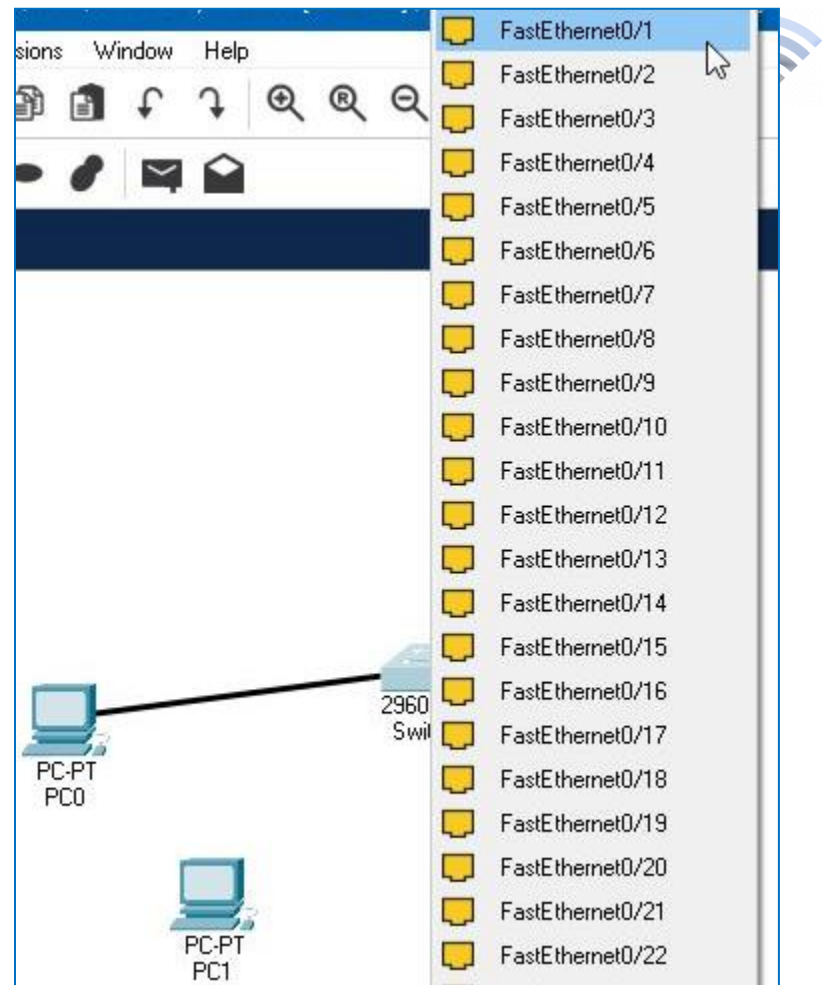 sions Window Help
FastEthernet0/1
FastEthernet0/2
FastEthernet0/3
FastEthernet0/4
FastEthernet0/5
FastEthernet0/6
FastEthernet0/7
FastEthernet0/8
FastEthernet0/9
FastEthernet0/10
FastEthernet0/11
FastEthernet0/12
FastEthernet0/13
FastEthernet0/14
FastEthernet0/15
FastEthernet0/16
FastEthernet0/17
FastEthernet0/18
FastEthernet0/19
FastEthernet0/20
FastEthernet0/21
FastEthernet0/22
2960
Swi
PC-PT
PC0
PC-PT
PC1